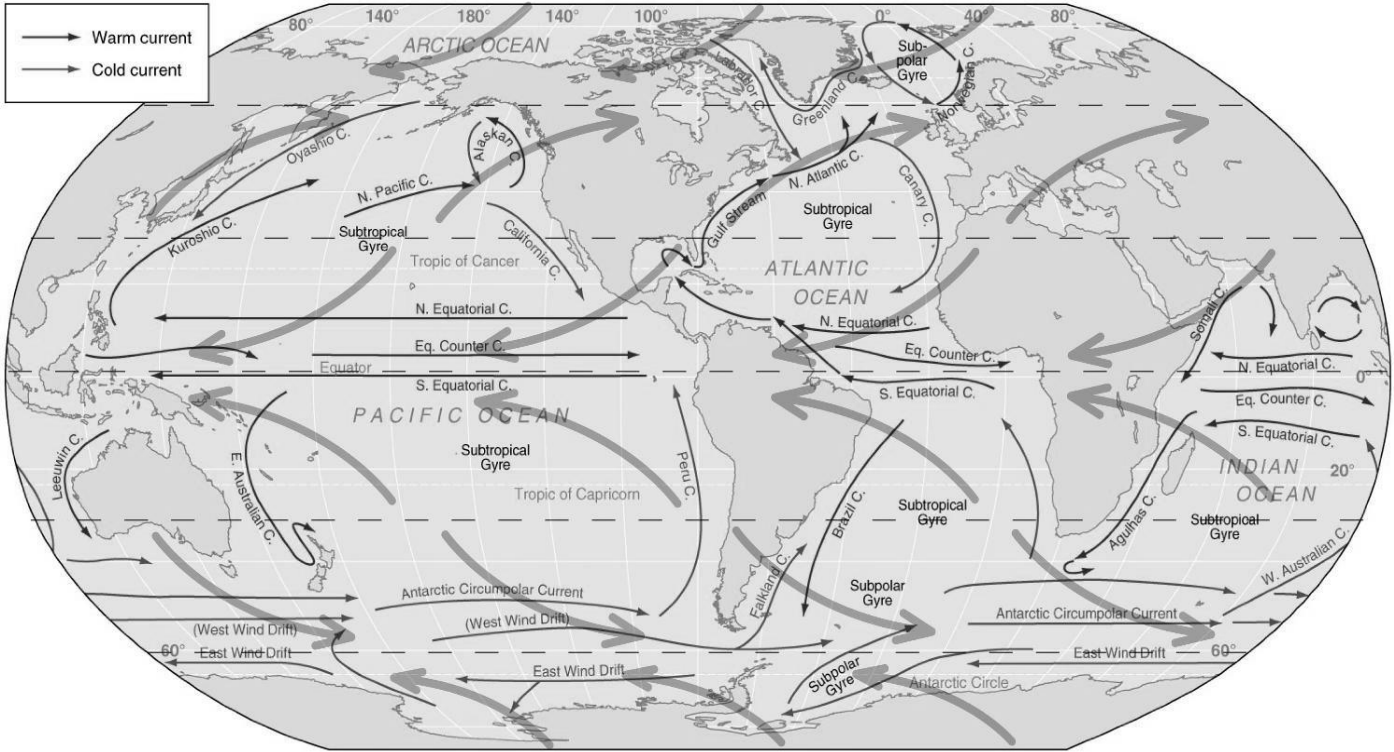 Warm current
Cold current
80°
140°
180°
140°
100°
0°
40°
80°
ARCTIC OCEAN
Sub-
polar
Gyre
Labrador C.
Greenland C.
Norwegian C.
Oyashio C.
Alaskan C.
N. Pacific C.
N. Atlantic C.
Canary C.
Gulf Stream
Kuroshio C.
Subtropical
Gyre
California C.
Subtropical
Gyre
Tropic of Cancer
ATLANTIC
OCEAN
Somali C.
N. Equatorial C.
N. Equatorial C.
Eq. Counter C.
Eq. Counter C.
N. Equatorial C.
Equator
0°
S. Equatorial C.
S. Equatorial C.
Eq. Counter C.
PACIFIC OCEAN
S. Equatorial C.
Leeuwin C.
E. Australian C.
Subtropical
Gyre
Peru C.
INDIAN
OCEAN
20°
Tropic of Capricorn
Brazil C.
Subtropical
Gyre
Agulhas C.
Subtropical
Gyre
W. Australian C.
Falkland C.
Subpolar
Gyre
Antarctic Circumpolar Current
(West Wind Drift)
(West Wind Drift)
Antarctic Circumpolar Current
60°
East Wind Drift
East Wind Drift
Subpolar
Gyre
East Wind Drift
60°
Antarctic Circle